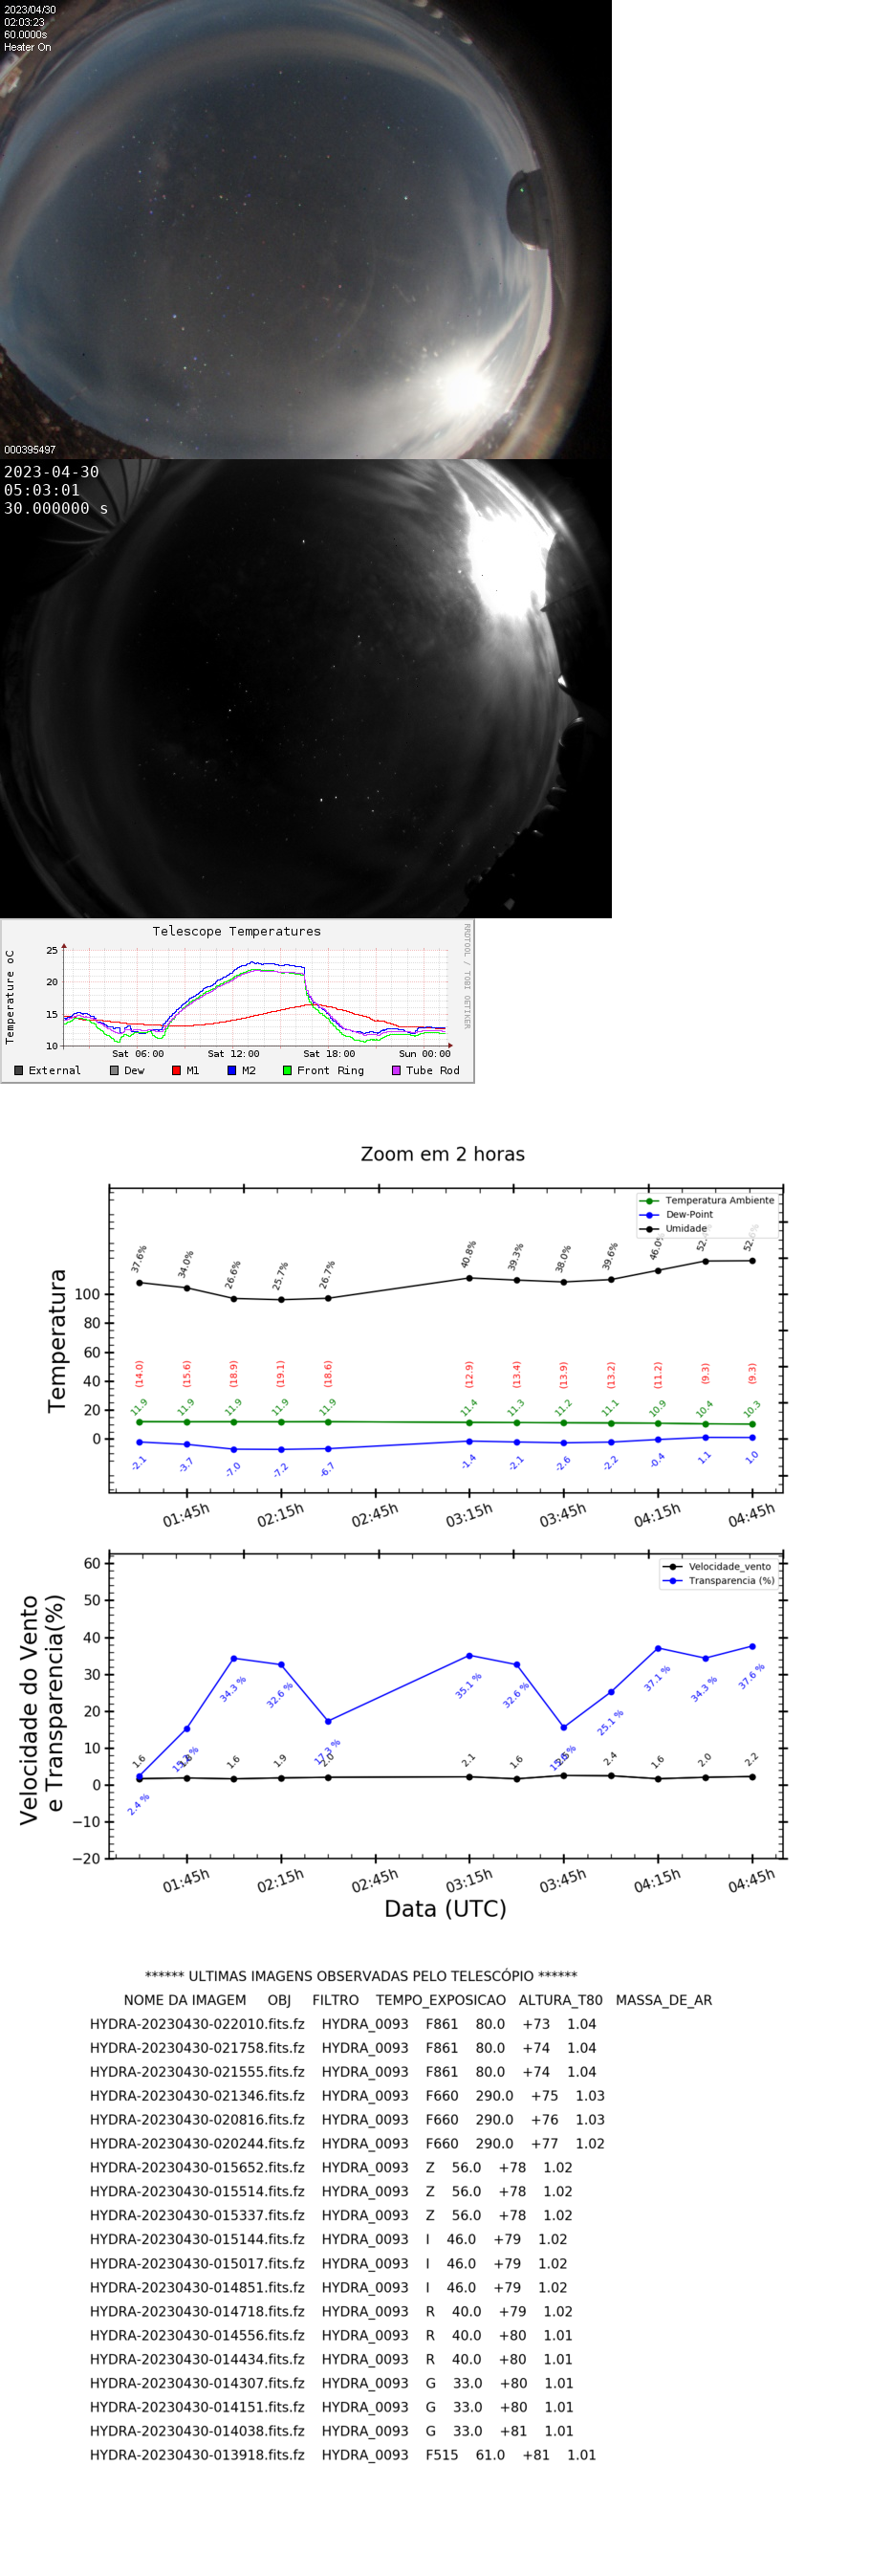 2023/04/30
02:03:23
60.0000s
Heater On
000395497
2023-04-30
05:03:01
30.000000 s
Telescope Temperatures
RRDTOOL / TOBI OETIKER
Temperature oC
25
20
15
10
Sat 06:00 Sat 12:00 Sat 18:00 Sun 00:00
External Dew M1 M2 Front Ring Tube Rod
Zoom em 2 horas
Temperatura Ambiente
Dew-Point
Umidade
37.6% 34.0% 26.6% 25.7% 26.7% 40.8% 39.3% 38.0% 39.6% 46.0%
Temperatura
100
80
60
40
20
0
(14.0) (15.6) (18.9) (19.1) (18.6) (12.9) (13.4) (13.9) (13.2) (11.2) (9.3) (9.3)
11.9 11.9 11.9 11.9 11.9 11.4 11.3 11.2 11.1 10.9 10.4 10.3
-2.1 -3.7 -7.0 -7.2 -6.7 -1.4 -2.1 -2.6 -2.2 -0.4 1.1 1.0
01:45h 02:15h 02:45h 03:15h 03:45h 04:15h 04:45h
Velocidade_vento
Transparencia (%)
Velocidade do Vento
e Transparencia(%)
60
50
40
30
20
10
0
−10
−20
34.3 % 32.6 % 17.3 % 35.1 % 32.6 % 25.1 % 37.1 % 34.3 % 37.6 %
1.6 1.6 1.9 2.0 2.1 1.6 2.4 1.6 2.0 2.2
2.4 %
01:45h 02:15h 02:45h 03:15h 03:45h 04:15h 04:45h
Data (UTC)
****** ULTIMAS IMAGENS OBSERVADAS PELO TELESCÓPIO ******
NOME DA IMAGEM OBJ FILTRO TEMPO_EXPOSICAO ALTURA_T80 MASSA_DE_AR
HYDRA-20230430-022010.fits.fz HYDRA_0093 F861 80.0 +73 1.04
HYDRA-20230430-021758.fits.fz HYDRA_0093 F861 80.0 +74 1.04
HYDRA-20230430-021555.fits.fz HYDRA_0093 F861 80.0 +74 1.04
HYDRA-20230430-021346.fits.fz HYDRA_0093 F660 290.0 +75 1.03
HYDRA-20230430-020816.fits.fz HYDRA_0093 F660 290.0 +76 1.03
HYDRA-20230430-020244.fits.fz HYDRA_0093 F660 290.0 +77 1.02
HYDRA-20230430-015652.fits.fz HYDRA_0093 Z 56.0 +78 1.02
HYDRA-20230430-015514.fits.fz HYDRA_0093 Z 56.0 +78 1.02
HYDRA-20230430-015337.fits.fz HYDRA_0093 Z 56.0 +78 1.02
HYDRA-20230430-015144.fits.fz HYDRA_0093 I 46.0 +79 1.02
HYDRA-20230430-015017.fits.fz HYDRA_0093 I 46.0 +79 1.02
HYDRA-20230430-014851.fits.fz HYDRA_0093 I 46.0 +79 1.02
HYDRA-20230430-014718.fits.fz HYDRA_0093 R 40.0 +79 1.02
HYDRA-20230430-014556.fits.fz HYDRA_0093 R 40.0 +80 1.01
HYDRA-20230430-014434.fits.fz HYDRA_0093 R 40.0 +80 1.01
HYDRA-20230430-014307.fits.fz HYDRA_0093 G 33.0 +80 1.01
HYDRA-20230430-014151.fits.fz HYDRA_0093 G 33.0 +80 1.01
HYDRA-20230430-014038.fits.fz HYDRA_0093 G 33.0 +81 1.01
HYDRA-20230430-013918.fits.fz HYDRA_0093 F515 61.0 +81 1.01